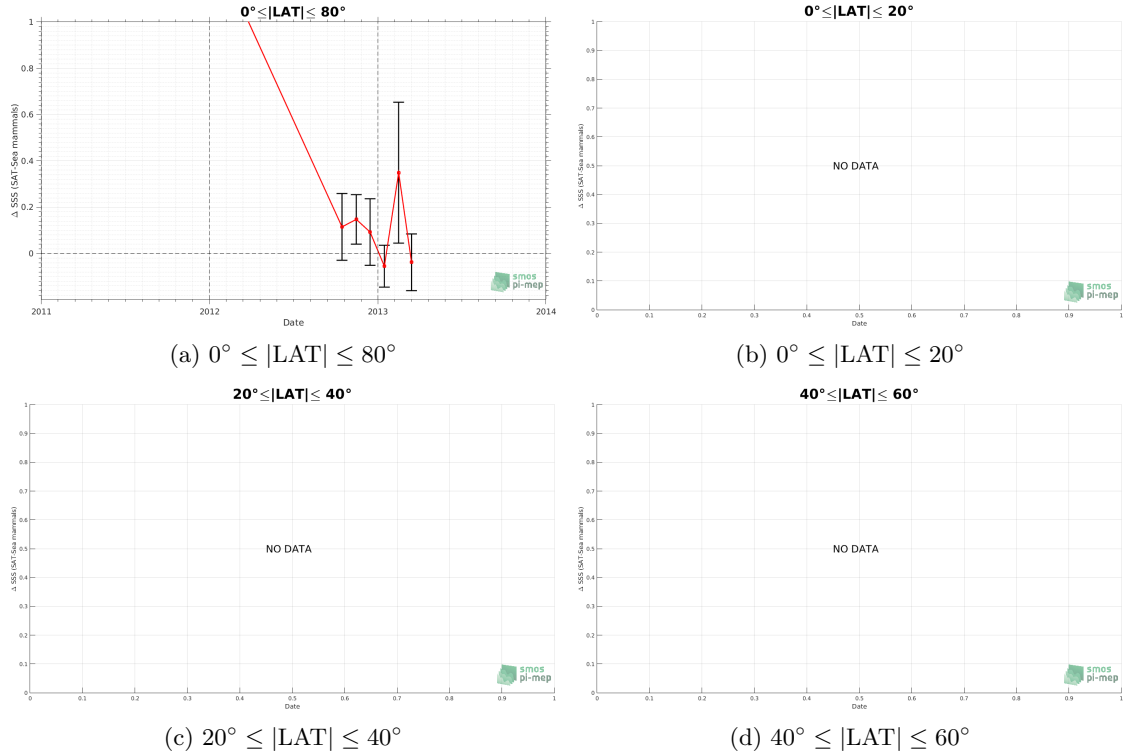 0°≤|LAT|≤ 80°
1
0.8
0.6
0.4
0.2
0
Δ SSS (SAT-Sea mammals)
smos
pi-mep
2011 2012 2013 2014
Date
(a) 0° ≤ |LAT| ≤ 80°
0°≤|LAT|≤ 20°
1
0.9
0.8
0.7
0.6
0.5
0.4
0.3
0.2
0.1
0
Δ SSS (SAT-Sea mammals)
NO DATA
smos
pi-mep
0 0.1 0.2 0.3 0.4 0.5 0.6 0.7 0.8 0.9 1
Date
(b) 0° ≤ |LAT| ≤ 20°
20°≤|LAT|≤ 40°
1
0.9
0.8
0.7
0.6
0.5
0.4
0.3
0.2
0.1
0
Δ SSS (SAT-Sea mammals)
NO DATA
smos
pi-mep
0 0.1 0.2 0.3 0.4 0.5 0.6 0.7 0.8 0.9 1
Date
(c) 20° ≤ |LAT| ≤ 40°
40°≤|LAT|≤ 60°
1
0.9
0.8
0.7
0.6
0.5
0.4
0.3
0.2
0.1
0
Δ SSS (SAT-Sea mammals)
NO DATA
smos
pi-mep
0 0.1 0.2 0.3 0.4 0.5 0.6 0.7 0.8 0.9 1
Date
(d) 40° ≤ |LAT| ≤ 60°